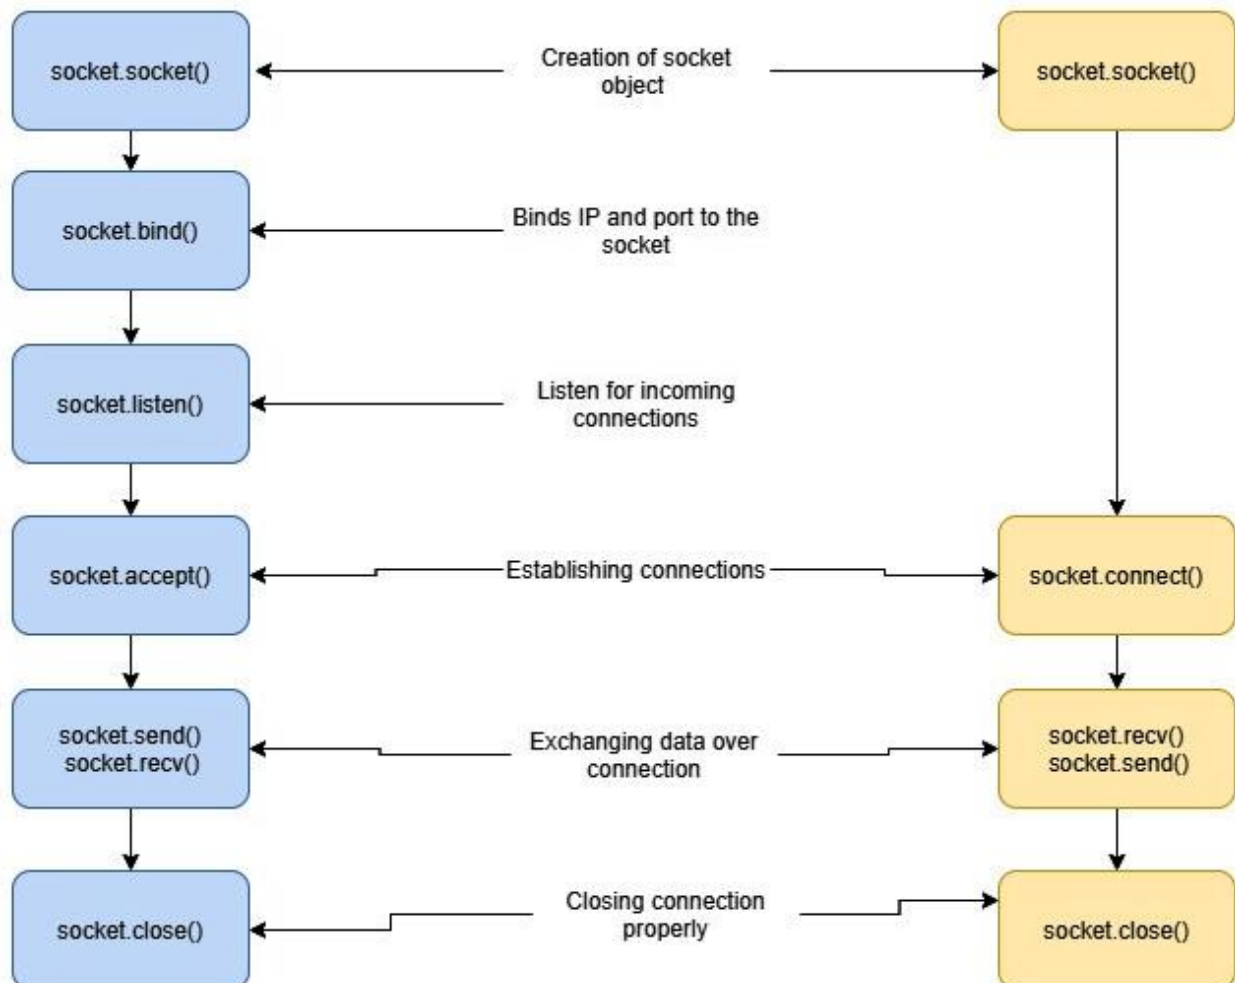 socket.socket()
Creation of socket
object
socket.socket()
socket.bind()
Binds IP and port to the
socket
socket.listen()
Listen for incoming
connections
socket.accept()
Establishing connections
socket.connect()
socket.send()
socket.recv()
Exchanging data over
connection
socket.recv()
socket.send()
socket.close()
Closing connection
properly
socket.close()